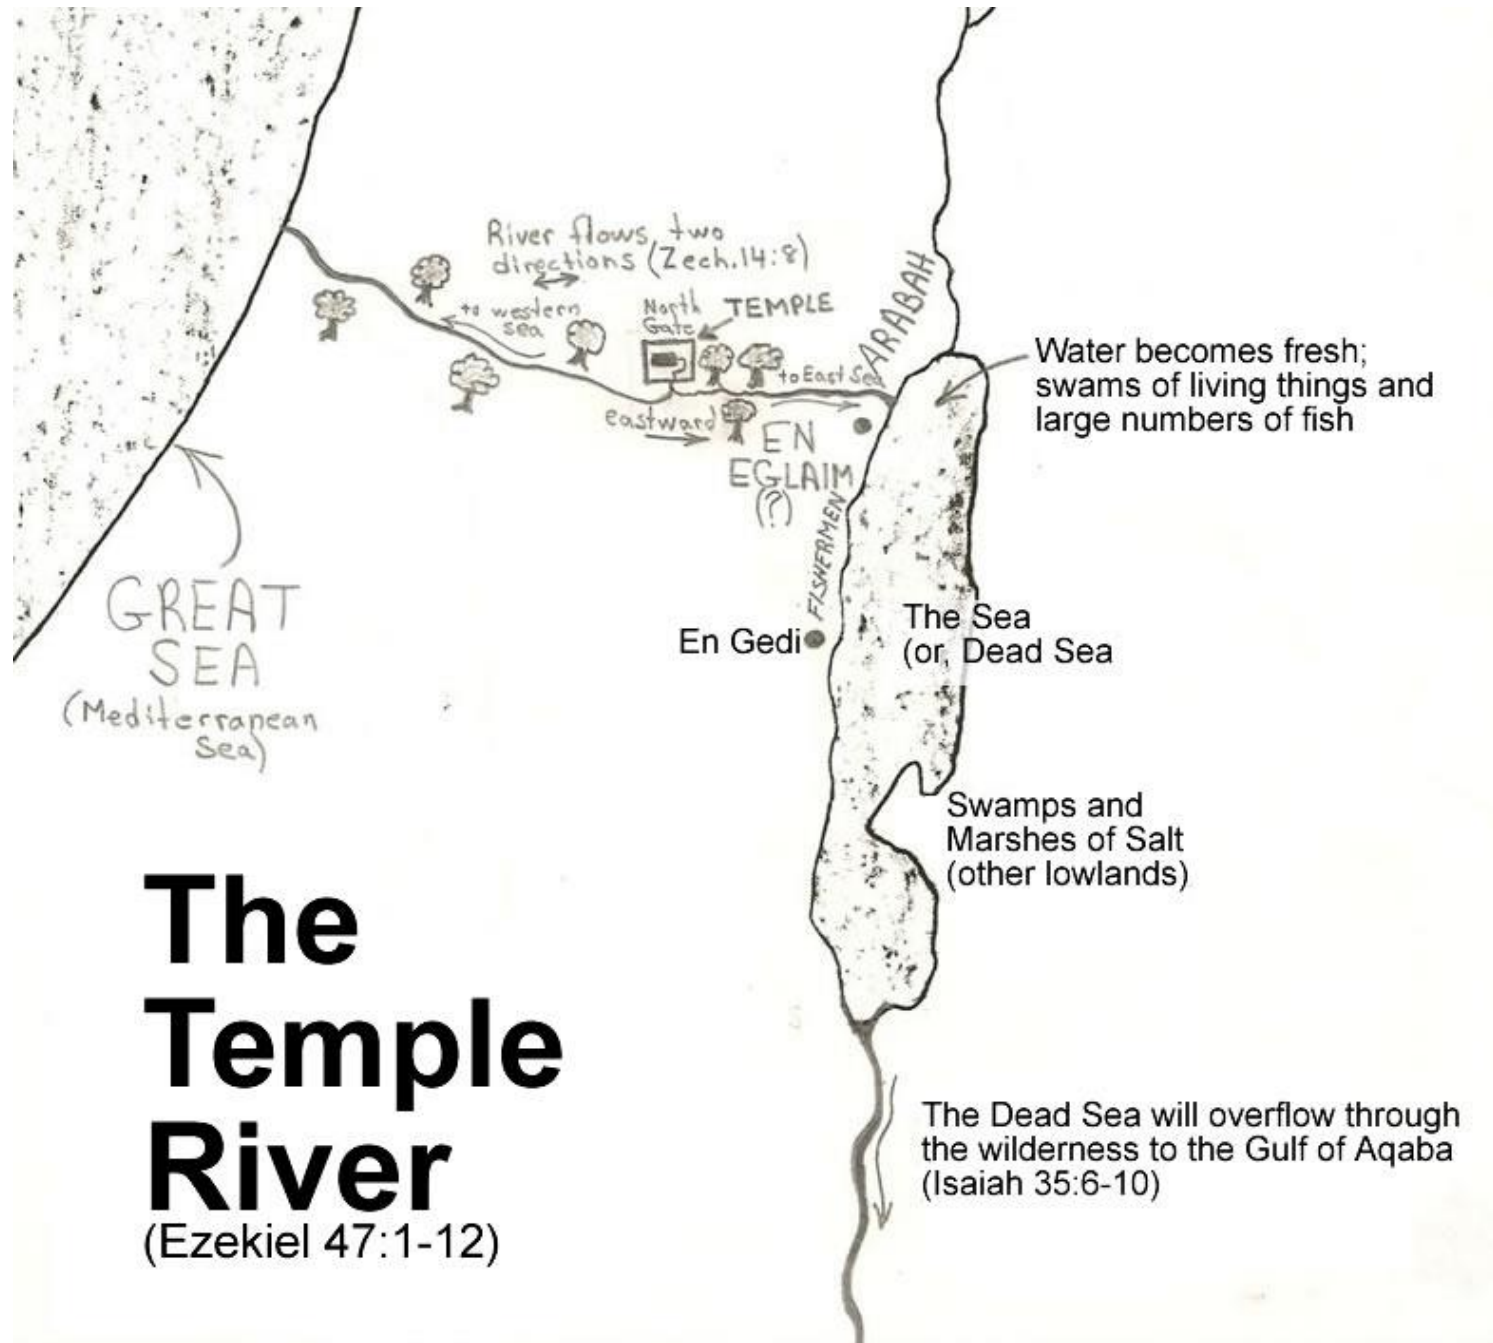 River flows two
directions (Zech.14:8)
to western
sea
North
Gate
TEMPLE
to East Sea
ARABAH
eastward
EN
EGLAIM
(?)
FISHERMEN
Water becomes fresh;
swams of living things and
large numbers of fish
GREAT
SEA
(Mediterranean
Sea)
En Gedi
The Sea
(or, Dead Sea
Swamps and
Marshes of Salt
(other lowlands)
The
Temple
River
(Ezekiel 47:1-12)
The Dead Sea will overflow through
the wilderness to the Gulf of Aqaba
(Isaiah 35:6-10)